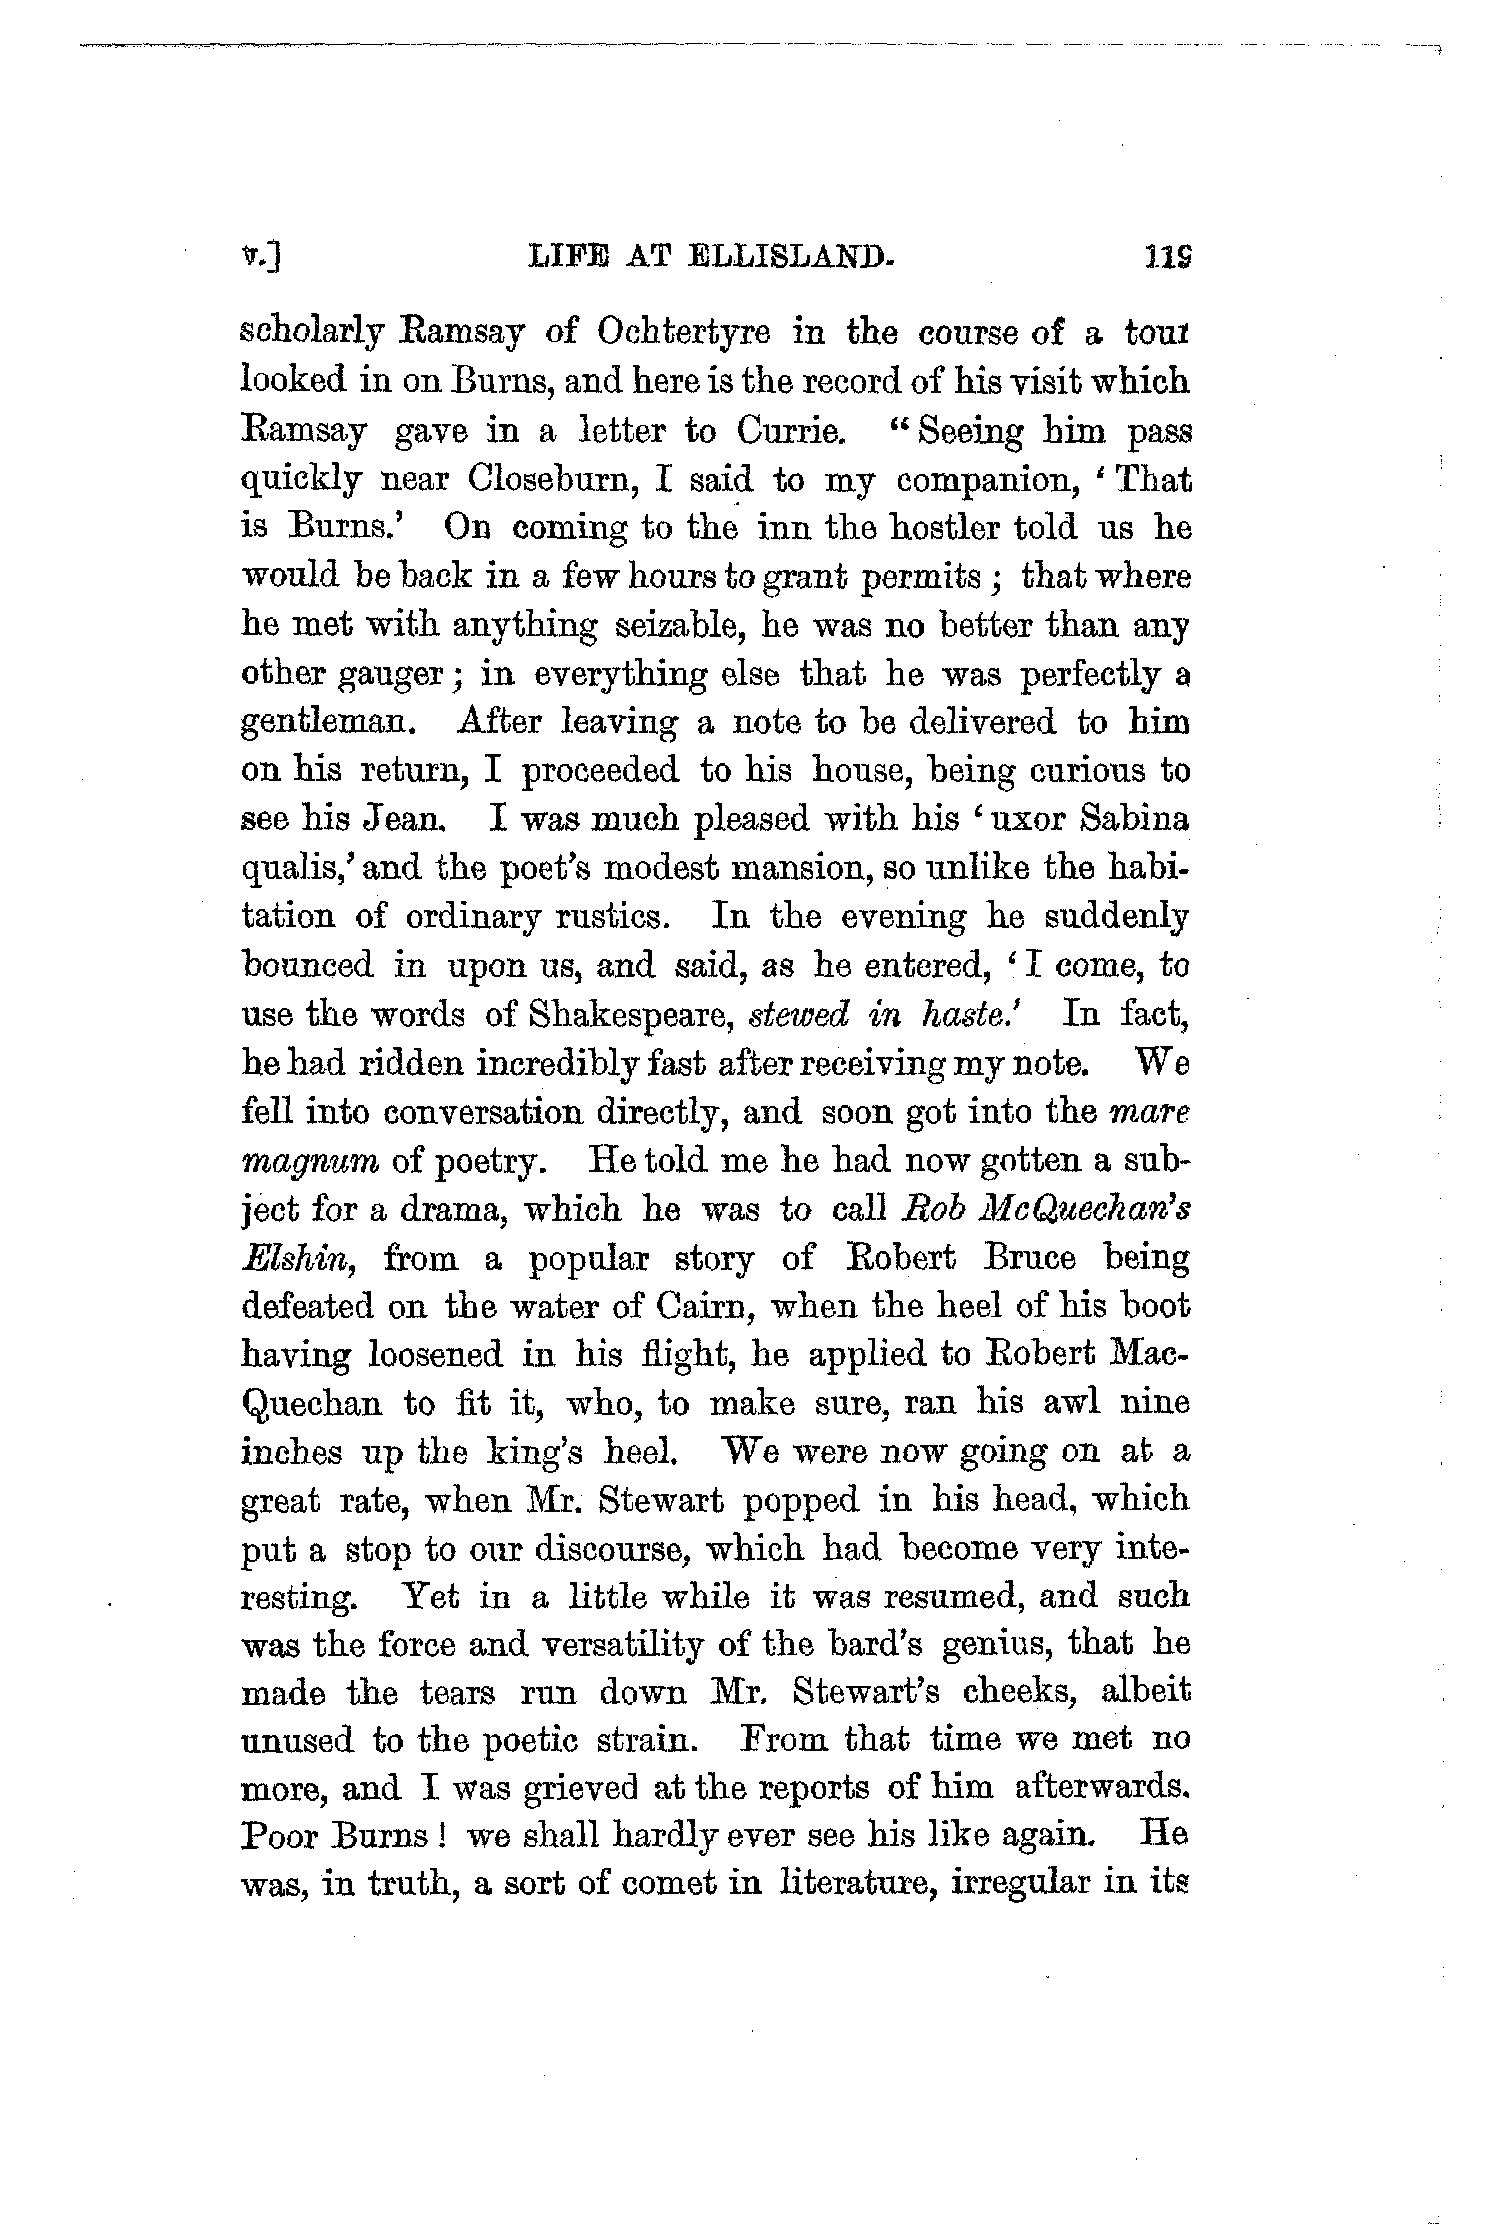 v.] LIFE AT ELLISLAND. 119
scholarly Ramsay of Ochtertyre in the course of a tour
looked in on Burns, and here is the record of his visit which
Ramsay gave in a letter to Currie. “Seeing him pass
quickly near Closeburn, I said to my companion, ‘That
is Burns.’ On coming to the inn the hostler told us he
would be back in a few hours to grant permits; that where
he met with anything seizable, he was no better than any
other gauger; in everything else that he was perfectly a
gentleman. After leaving a note to be delivered to him
on his return, I proceeded to his house, being curious to
see his Jean. I was much pleased with his ‘uxor Sabina
qualis,’ and the poet’s modest mansion, so unlike the habi-
tation of ordinary rustics. In the evening he suddenly
bounced in upon us, and said, as he entered, ‘I come, to
use the words of Shakespeare, stewed in haste.’ In fact,
he had ridden incredibly fast after receiving my note. We
fell into conversation directly, and soon got into the mare
magnum of poetry. He told me he had now gotten a sub-
ject for a drama, which he was to call Rob McQuechan’s
Elshin, from a popular story of Robert Bruce being
defeated on the water of Cairn, when the heel of his boot
having loosened in his flight, he applied to Robert Mac-
Quechan to fit it, who, to make sure, ran his awl nine
inches up the king’s heel. We were now going on at a
great rate, when Mr. Stewart popped in his head, which
put a stop to our discourse, which had become very inte-
resting. Yet in a little while it was resumed, and such
was the force and versatility of the bard’s genius, that he
made the tears run down Mr. Stewart’s cheeks, albeit
unused to the poetic strain. From that time we met no
more, and I was grieved at the reports of him afterwards.
Poor Burns! we shall hardly ever see his like again. He
was, in truth, a sort of comet in literature, irregular in its